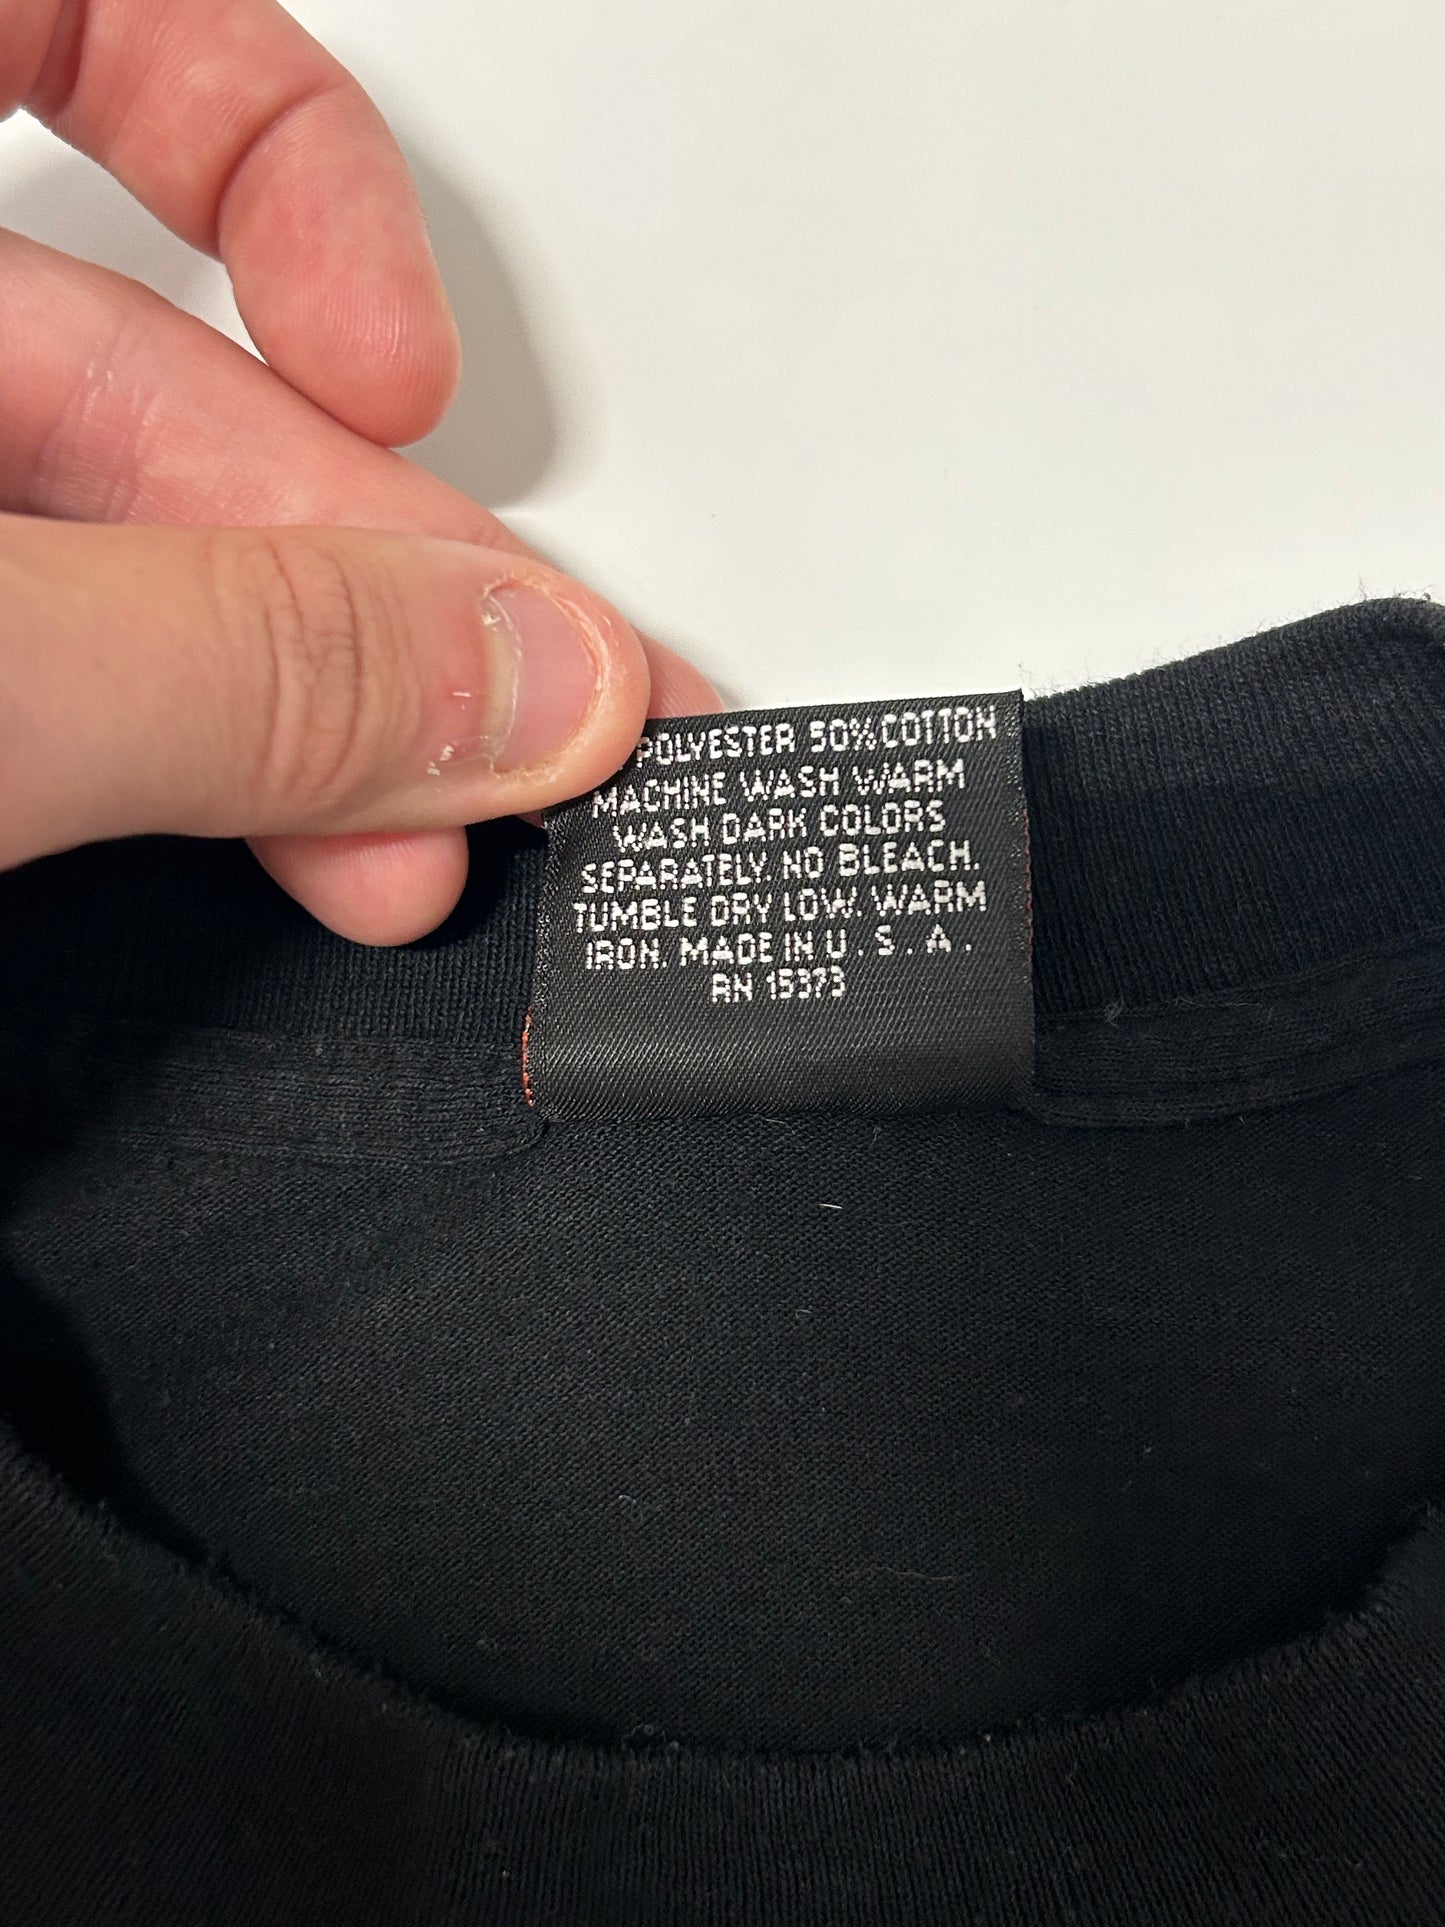 POLYESTER 50% COTTON
MACHINE WASH WARM
WASH DARK COLORS
SEPARATELY. NO BLEACH.
TUMBLE DRY LOW. WARM
IRON. MADE IN U.S.A.
RN 15373